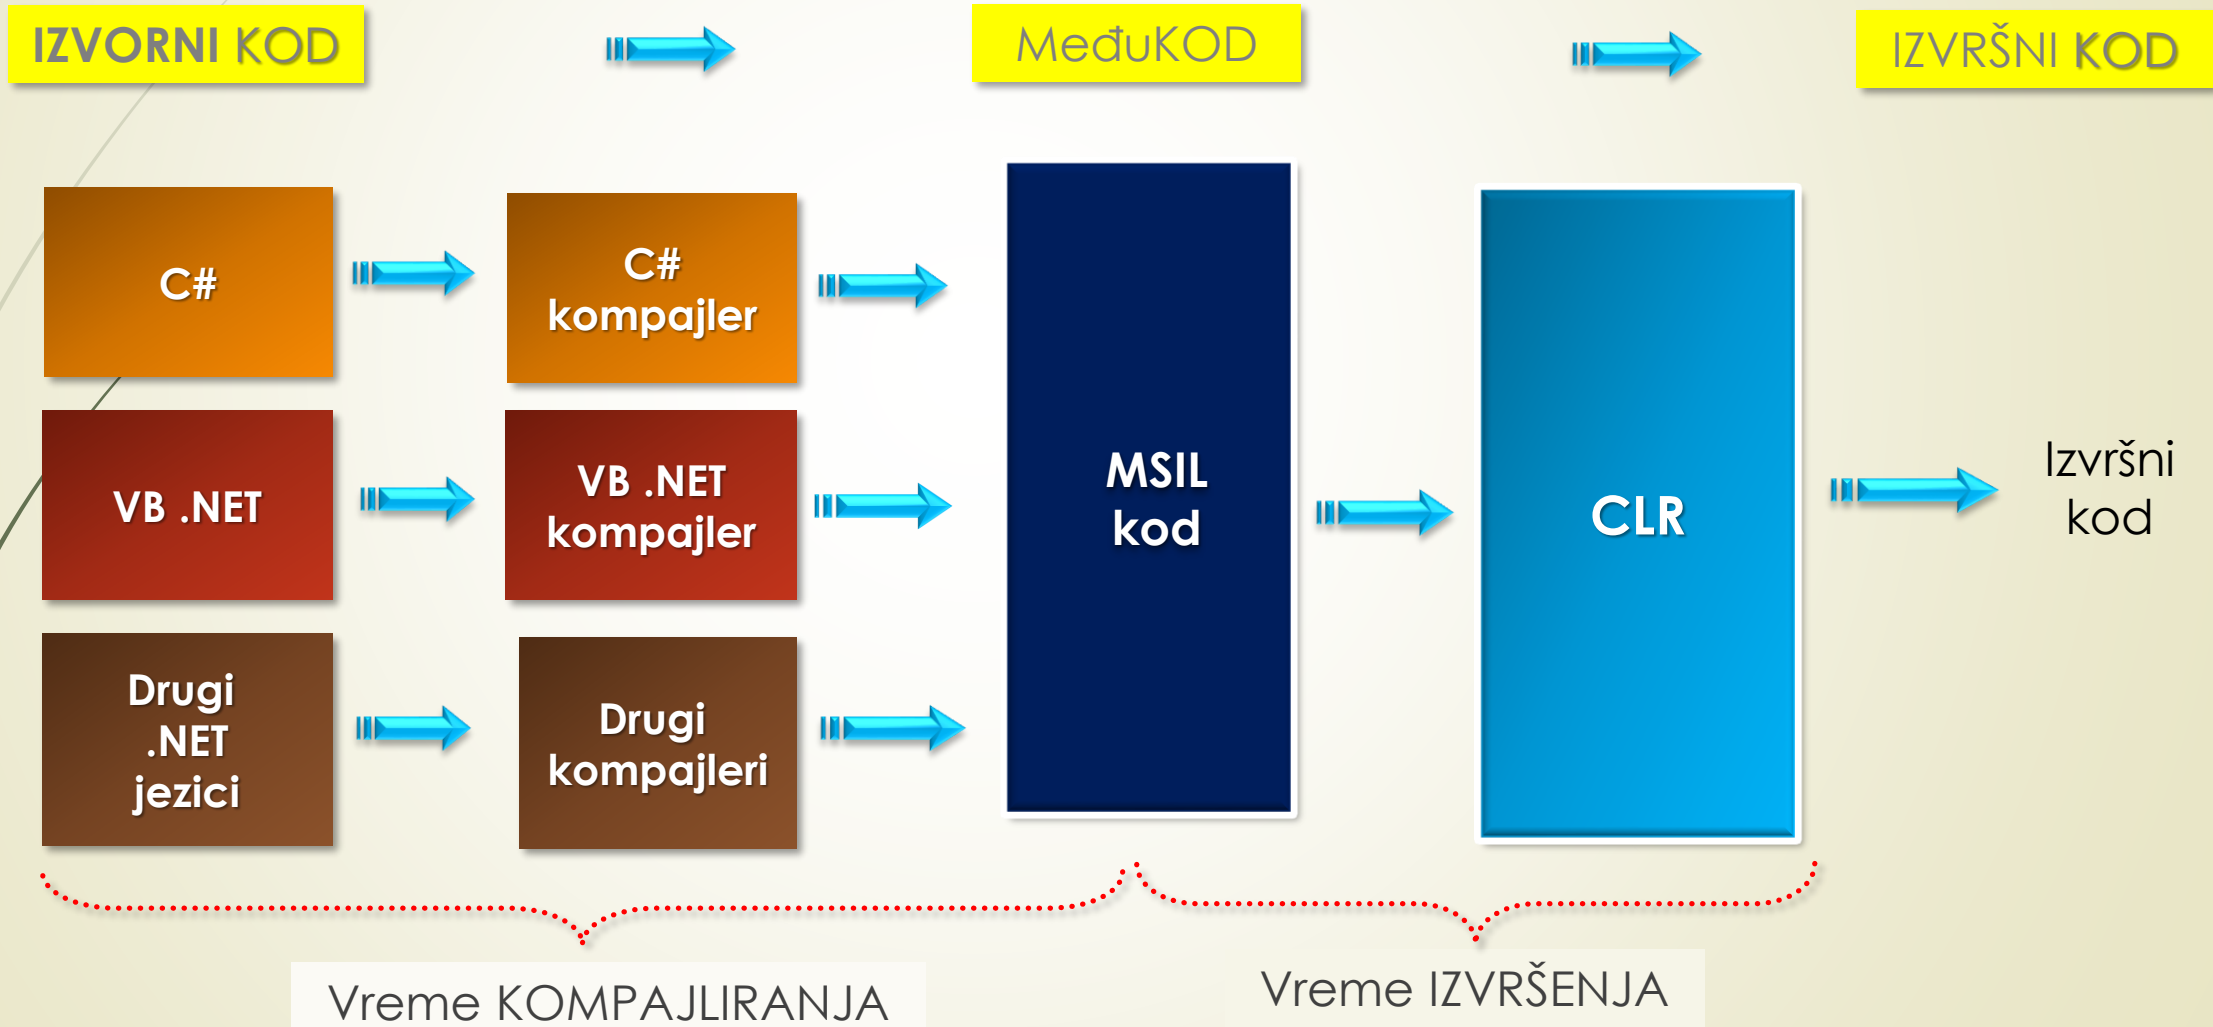 IZVORNI KOD
MeđuKOD
IZVRŠNI KOD
C#
C#
kompajler
VB .NET
VB .NET
kompajler
Drugi
.NET
jezici
Drugi
kompajleri
MSIL
kod
CLR
Izvršni
kod
Vreme KOMPAJLIRANJA
Vreme IZVRŠENJA